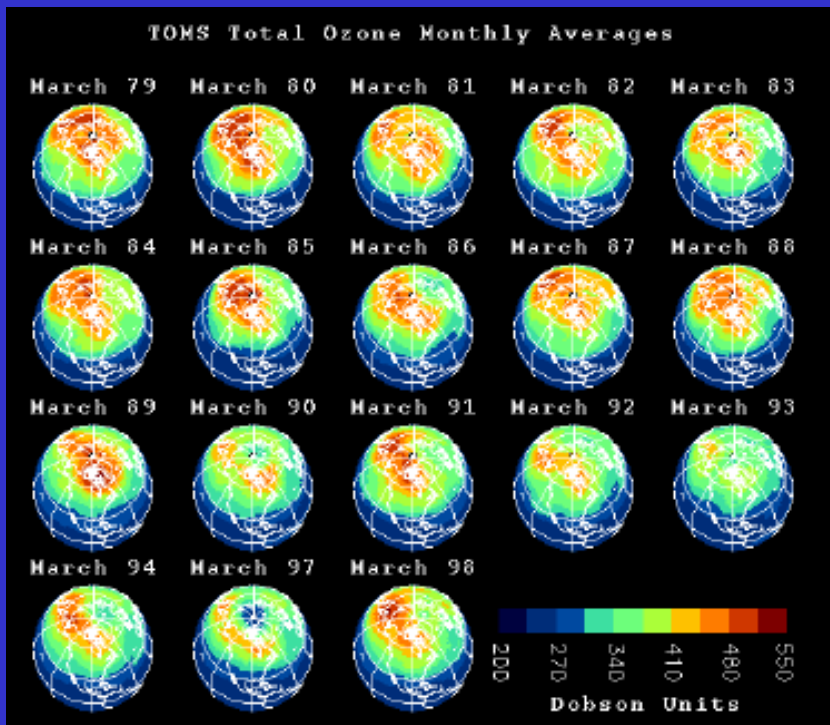 TOMS Total Ozone Monthly Averages
March 79 March 80 March 81 March 82 March 83
March 84 March 85 March 86 March 87 March 88
March 89 March 90 March 91 March 92 March 93
March 94 March 97 March 98
200 270 340 410 480 550
Dobson Units